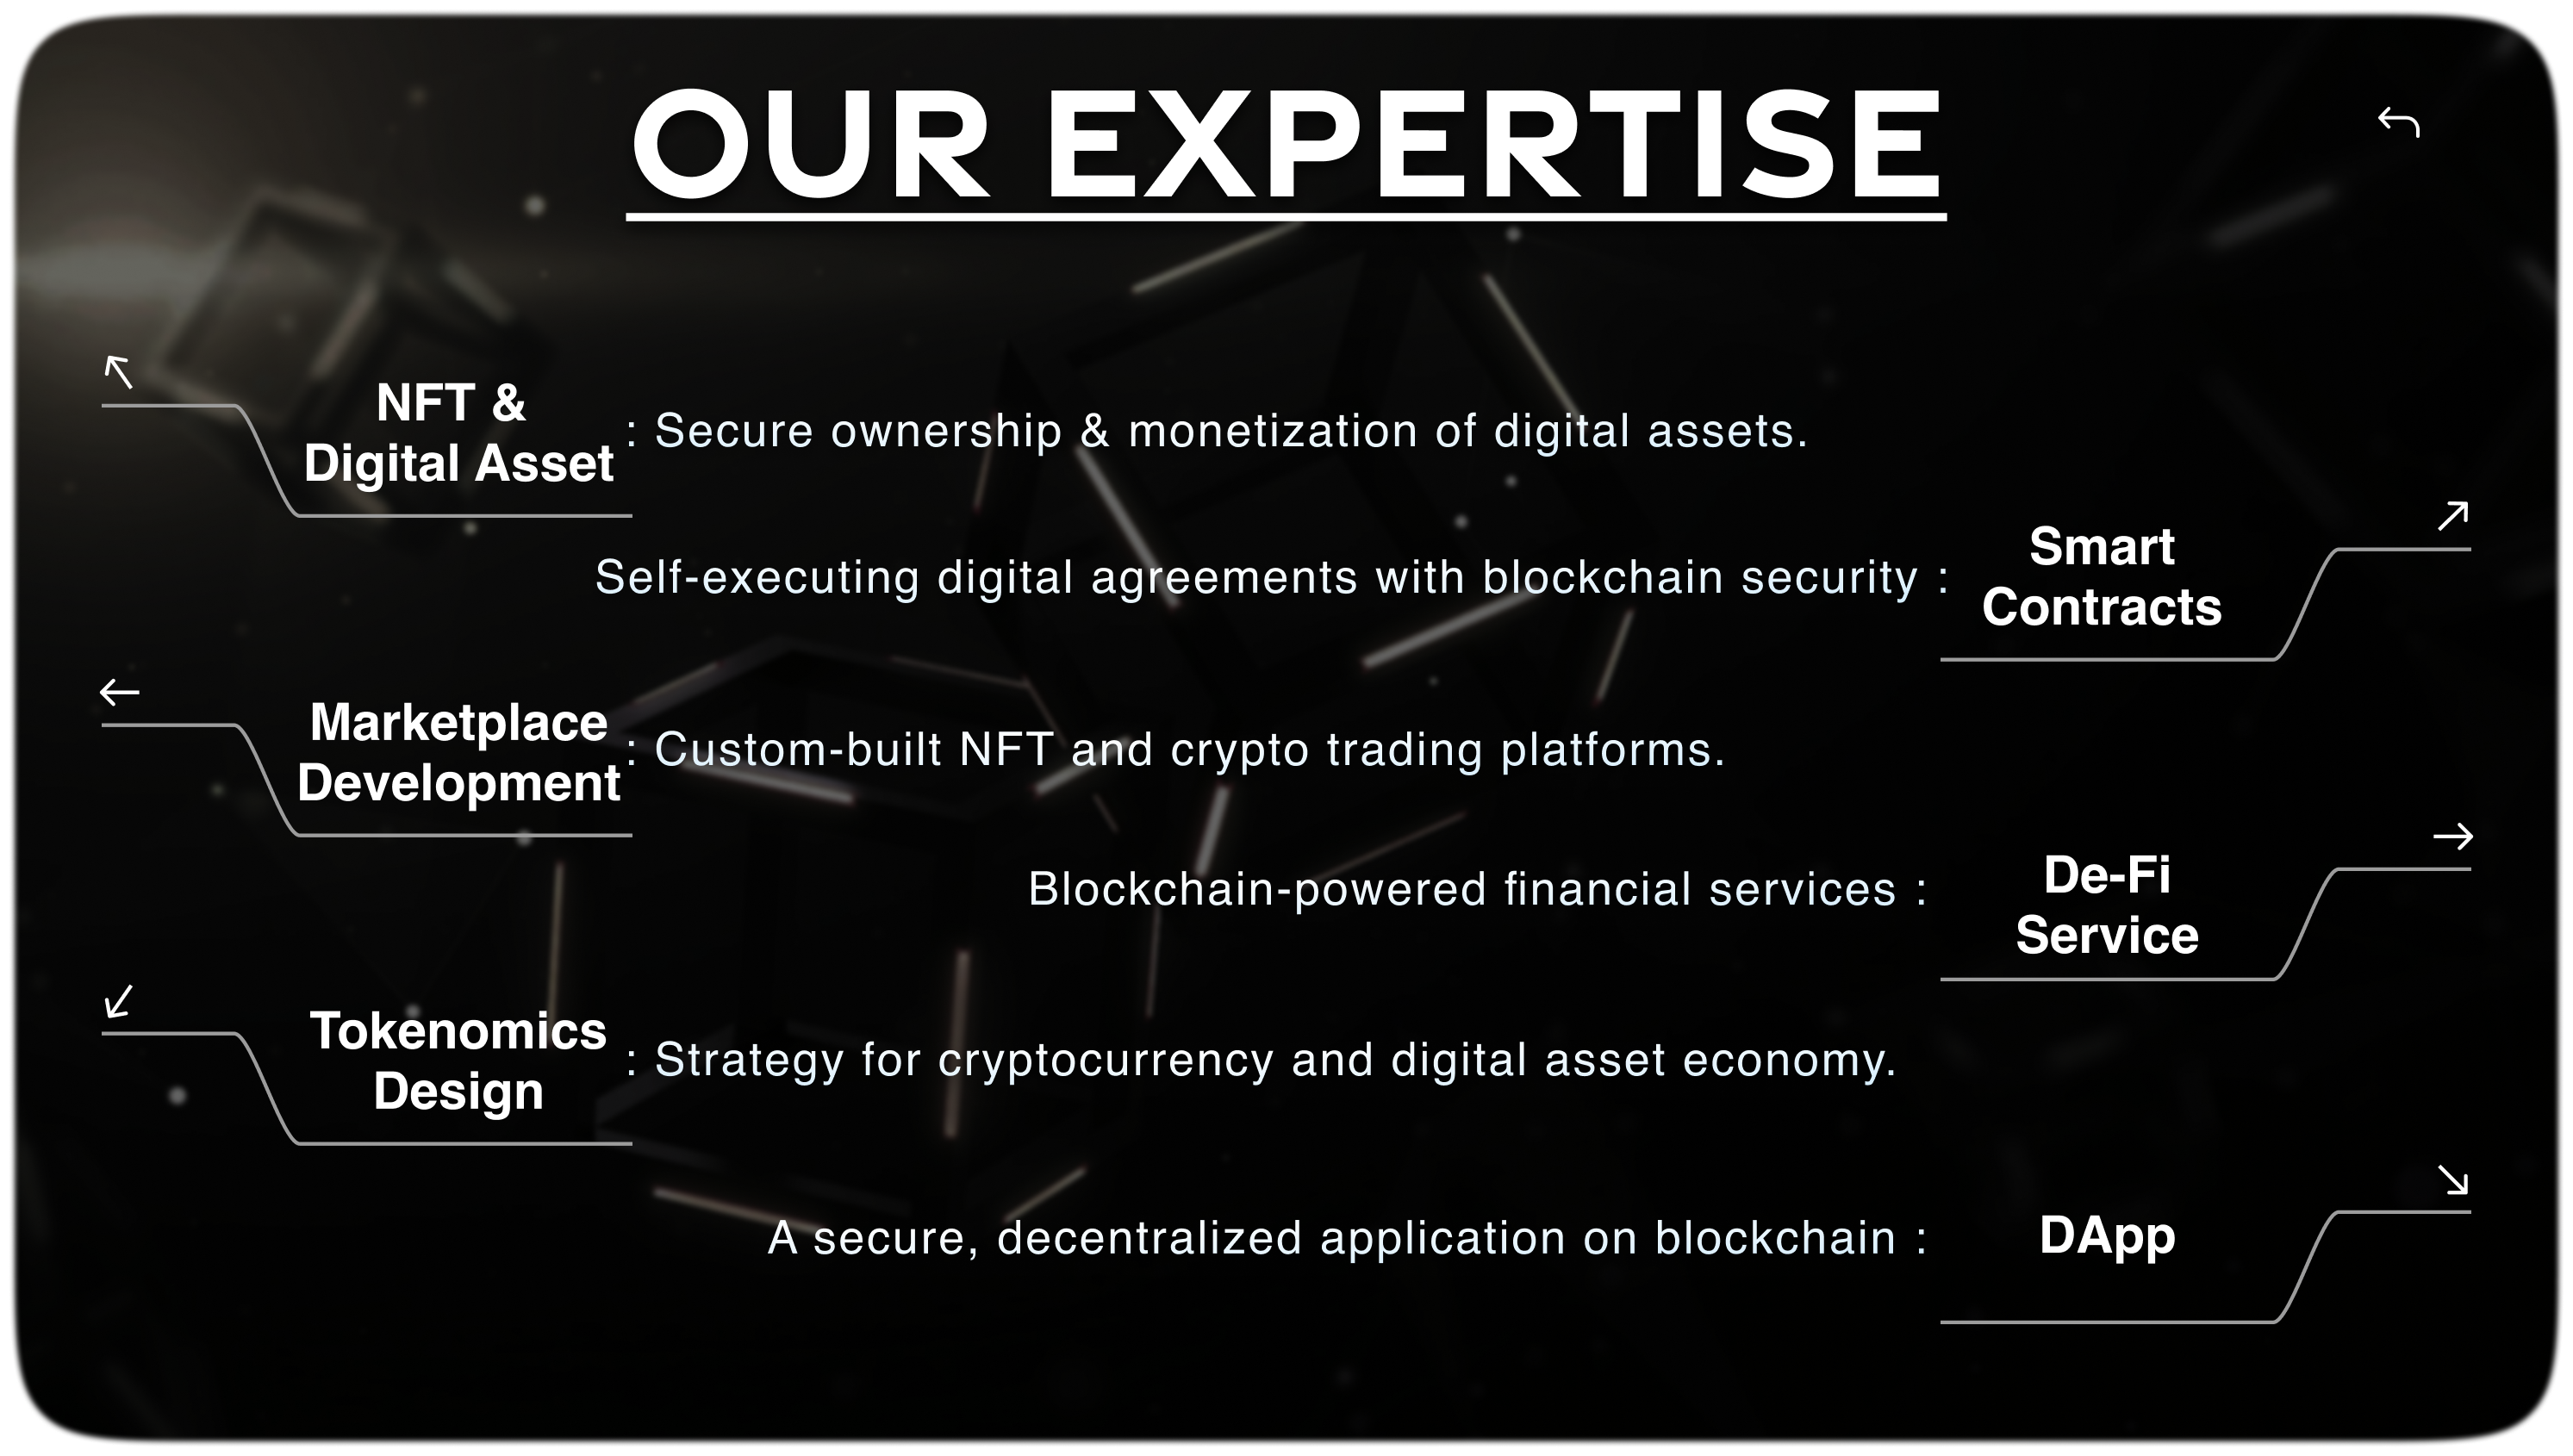 OUR EXPERTISE
NFT &
Digital Asset
: Secure ownership & monetization of digital assets.
Self-executing digital agreements with blockchain security :
Smart
Contracts
Marketplace
Development
: Custom-built NFT and crypto trading platforms.
Blockchain-powered financial services :
De-Fi
Service
Tokenomics
Design
: Strategy for cryptocurrency and digital asset economy.
A secure, decentralized application on blockchain :
DApp